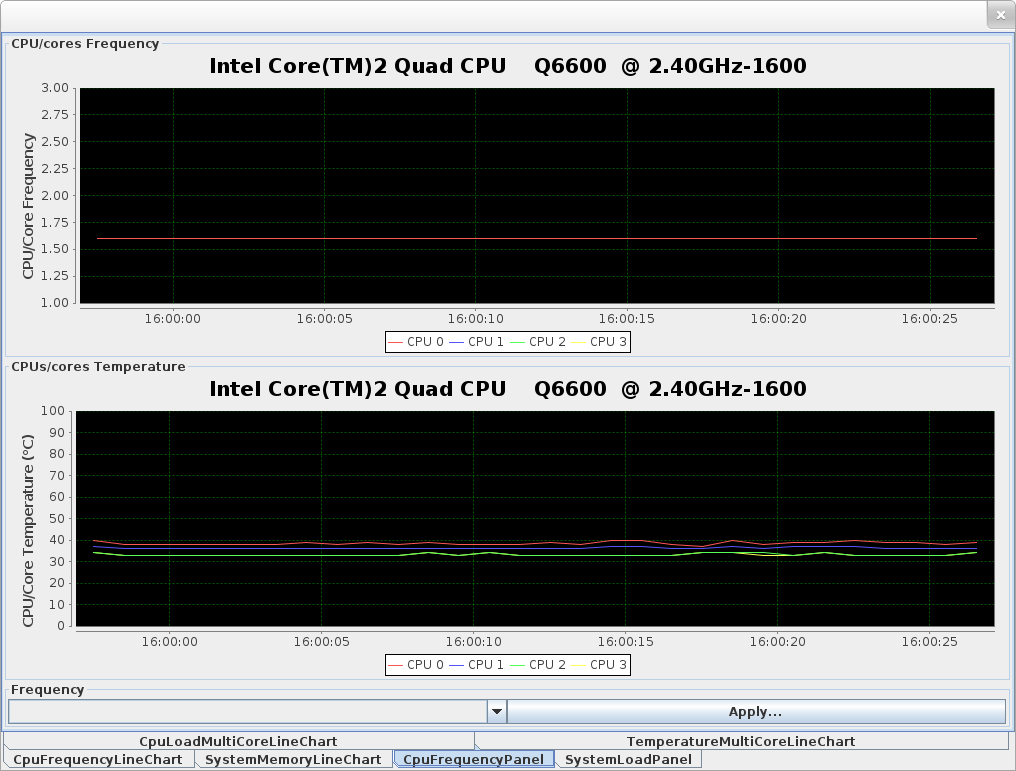 CPU/cores Frequency
Intel Core(TM)2 Quad CPU Q6600 @ 2.40GHz-1600
CPU/Core Frequency
3.00
2.75
2.50
2.25
2.00
1.75
1.50
1.25
1.00
16:00:00 16:00:05 16:00:10 16:00:15 16:00:20 16:00:25
CPU 0 CPU 1 CPU 2 CPU 3
CPUs/cores Temperature
Intel Core(TM)2 Quad CPU Q6600 @ 2.40GHz-1600
CPU/Core Temperature (°C)
100
90
80
70
60
50
40
30
20
10
0
16:00:00 16:00:05 16:00:10 16:00:15 16:00:20 16:00:25
CPU 0 CPU 1 CPU 2 CPU 3
Frequency
Apply...
CpuLoadMultiCoreLineChart TemperatureMultiCoreLineChart
CpuFrequencyLineChart SystemMemoryLineChart CpuFrequencyPanel SystemLoadPanel